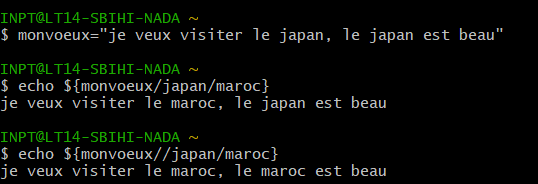 INPT@LT14-SBIHI-NADA ~
$ monvoeux="je veux visiter le japan, le japan est beau"
INPT@LT14-SBIHI-NADA ~
$ echo ${monvoeux/japan/maroc}
je veux visiter le maroc, le japan est beau
INPT@LT14-SBIHI-NADA ~
$ echo ${monvoeux//japan/maroc}
je veux visiter le maroc, le maroc est beau